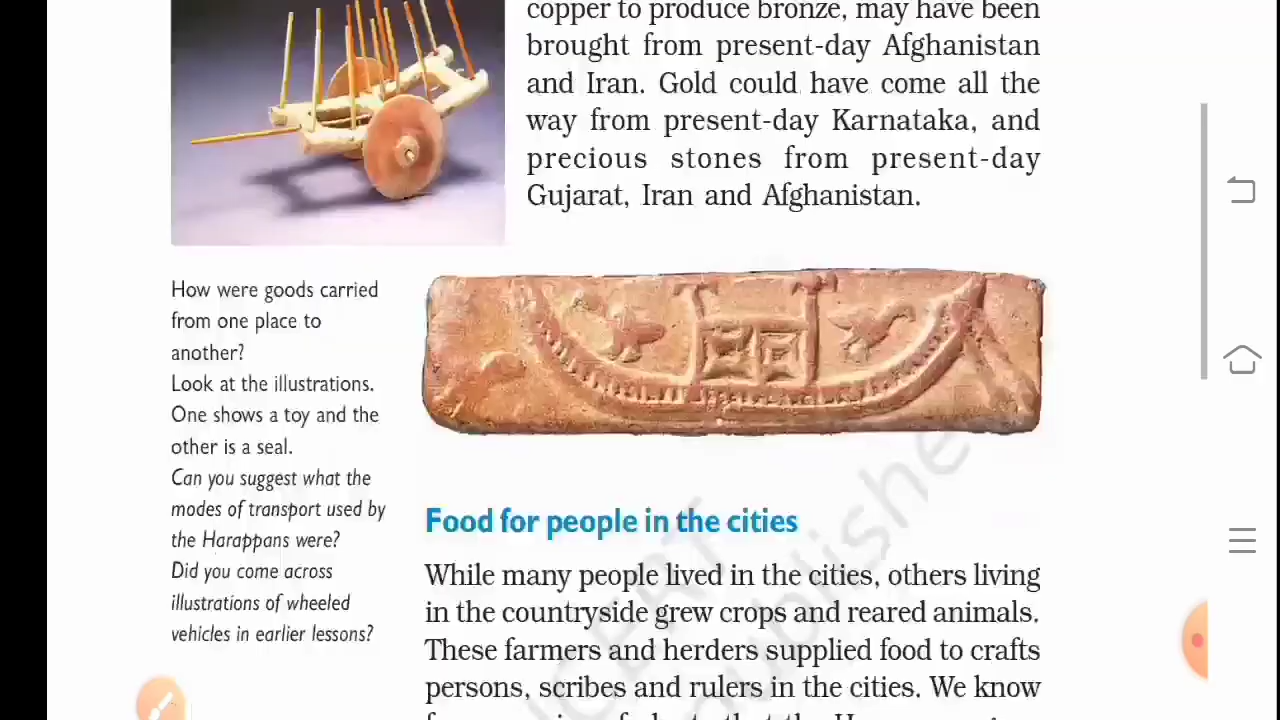 copper to produce bronze, may have been
brought from present-day Afghanistan
and Iran. Gold could have come all the
way from present-day Karnataka, and
precious stones from present-day
Gujarat, Iran and Afghanistan.
How were goods carried
from one place to
another?
Look at the illustrations.
One shows a toy and the
other is a seal.
Can you suggest what the
modes of transport used by
the Harappans were?
Did you come across
illustrations of wheeled
vehicles in earlier lessons?
Food for people in the cities
While many people lived in the cities, others living
in the countryside grew crops and reared animals.
These farmers and herders supplied food to crafts
persons, scribes and rulers in the cities. We know